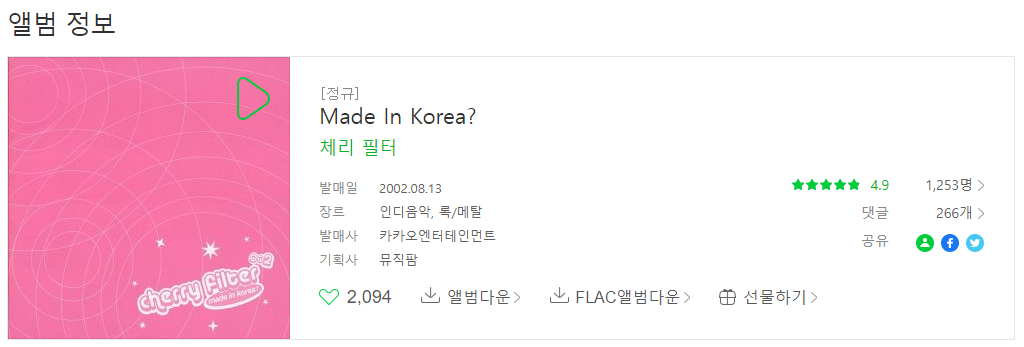 앨범 정보
002
cherry filter
made in korea?
[정규]
Made In Korea?
체리 필터
발매일 2002.08.13
장르 인디음악, 록/메탈
발매사 카카오엔터테인먼트
기획사 뮤직팜
4.9 1,253명
댓글 266개
공유
2,094 앨범다운 FLAC앨범다운 선물하기